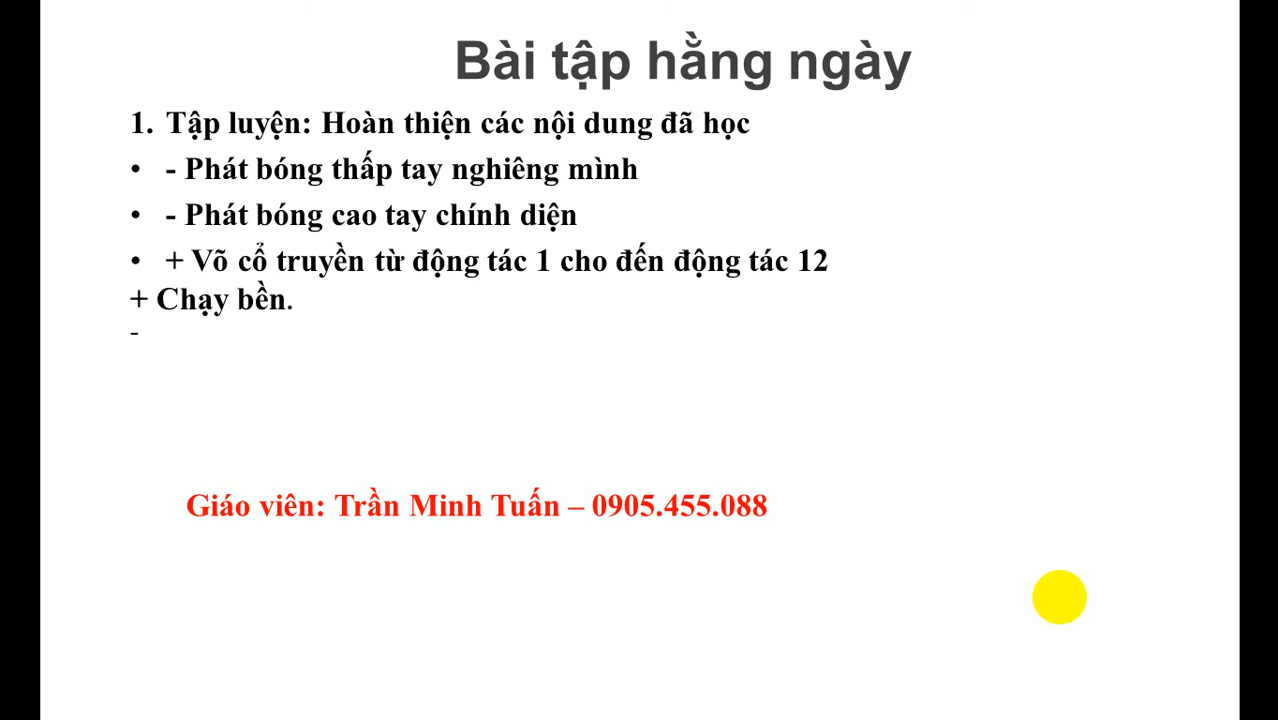 Bài tập hằng ngày
1. Tập luyện: Hoàn thiện các nội dung đã học
• - Phát bóng thấp tay nghiêng mình
• - Phát bóng cao tay chính diện
• + Võ cổ truyền từ động tác 1 cho đến động tác 12
+ Chạy bền.
-
Giáo viên: Trần Minh Tuấn – 0905.455.088